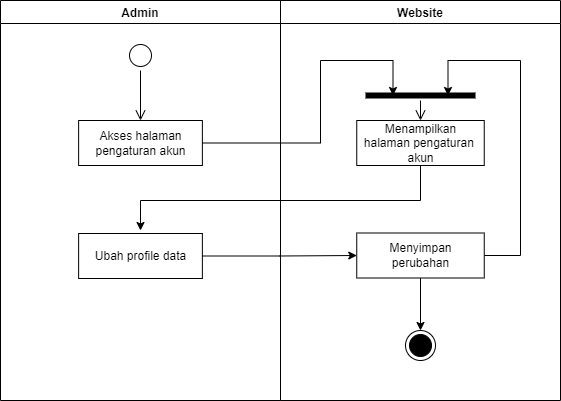 Admin
Website
Akses halaman
pengaturan akun
Menampilkan
halaman pengaturan
akun
Ubah profile data
Menyimpan
perubahan